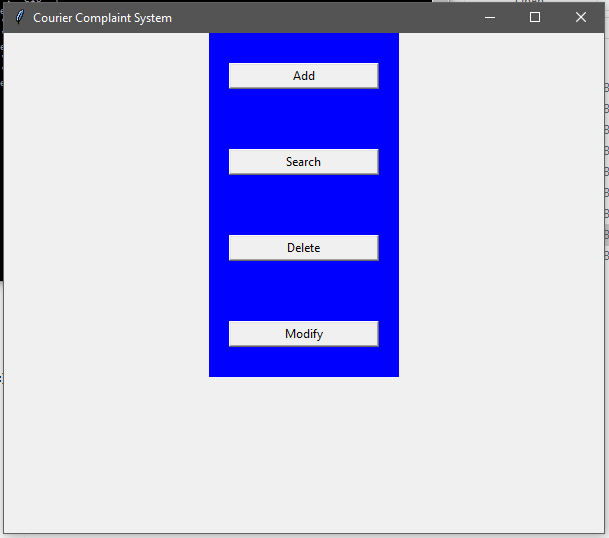 Courier Complaint System
Add
Search
Delete
Modify